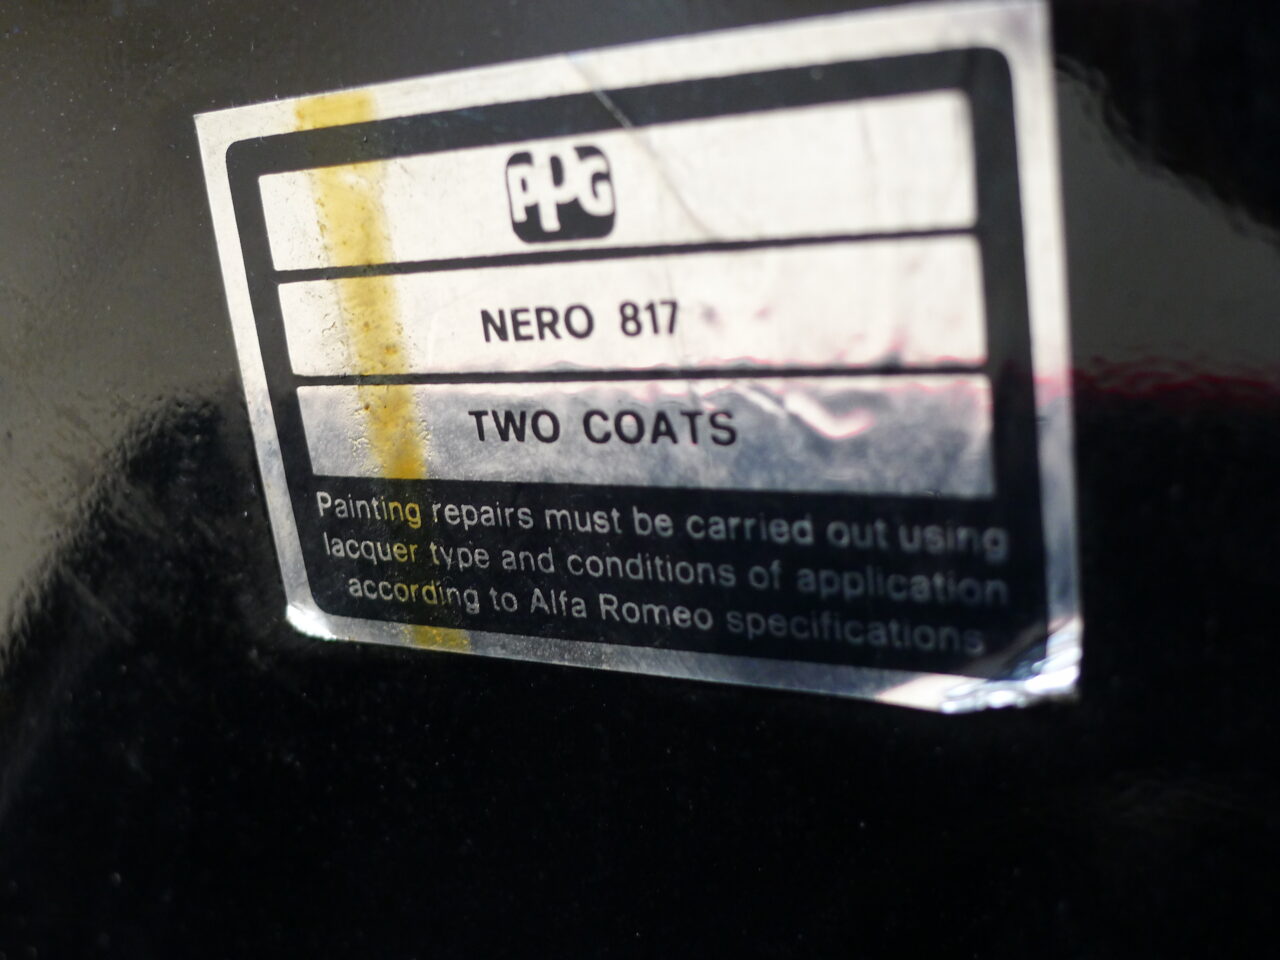 PPG
NERO 817
TWO COATS
Painting repairs must be carried out using
lacquer type and conditions of application
according to Alfa Romeo specifications